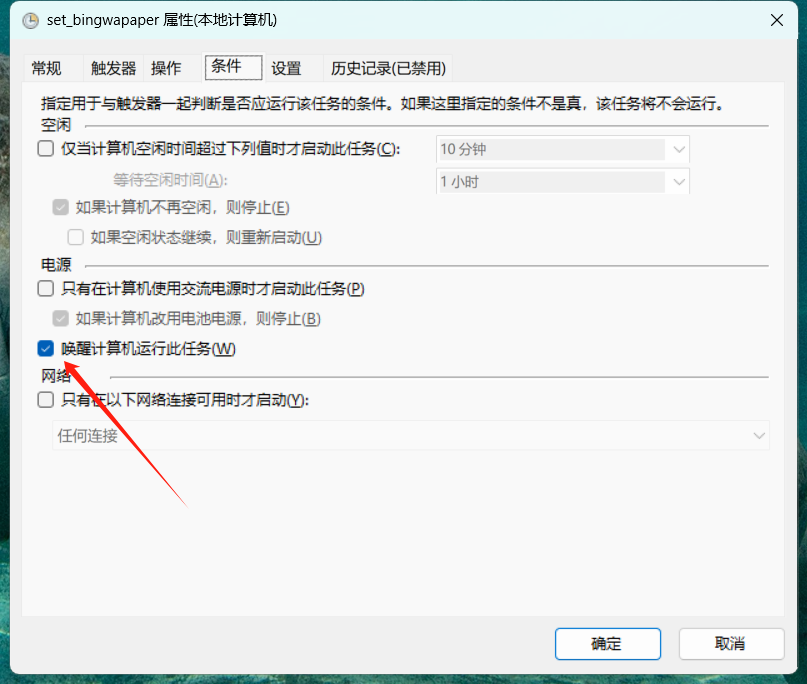 set_bingwapaper 属性(本地计算机)
常规 触发器 操作 条件 设置 历史记录(已禁用)
指定用于与触发器一起判断是否应运行该任务的条件。如果这里指定的条件不是真，该任务将不会运行。
空闲
仅当计算机空闲时间超过下列值时才启动此任务(C): 10 分钟
等待空闲时间(A): 1 小时
如果计算机不再空闲，则停止(E)
如果空闲状态继续，则重新启动(U)
电源
只有在计算机使用交流电源时才启动此任务(P)
如果计算机改用电池电源，则停止(B)
唤醒计算机运行此任务(W)
网络
只有在以下网络连接可用时才启动(Y):
任何连接
确定 取消